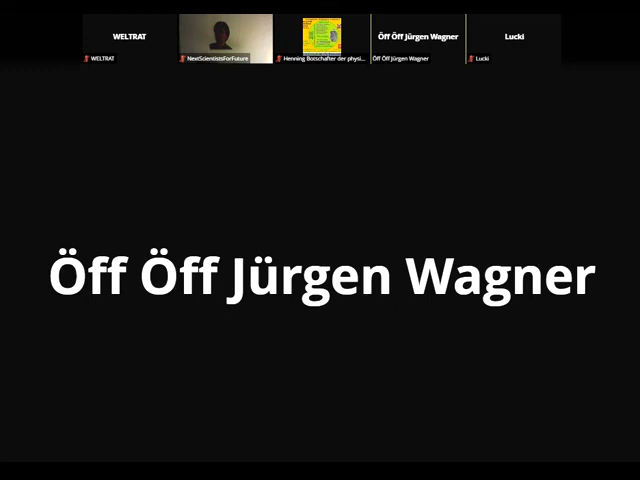 WELTRAT
Öff Öff Jürgen Wagner
Lucki
WELTRAT
NextScientistsForFuture
Henning Botschafter der physi...
Öff Öff Jürgen Wagner
Lucki
Öff Öff Jürgen Wagner